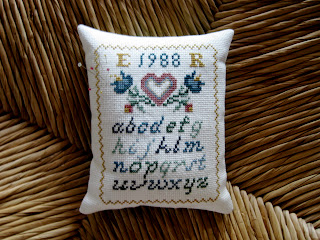 E 1988 R
abcdefg
hijklm
nopqrst
uvwxyz